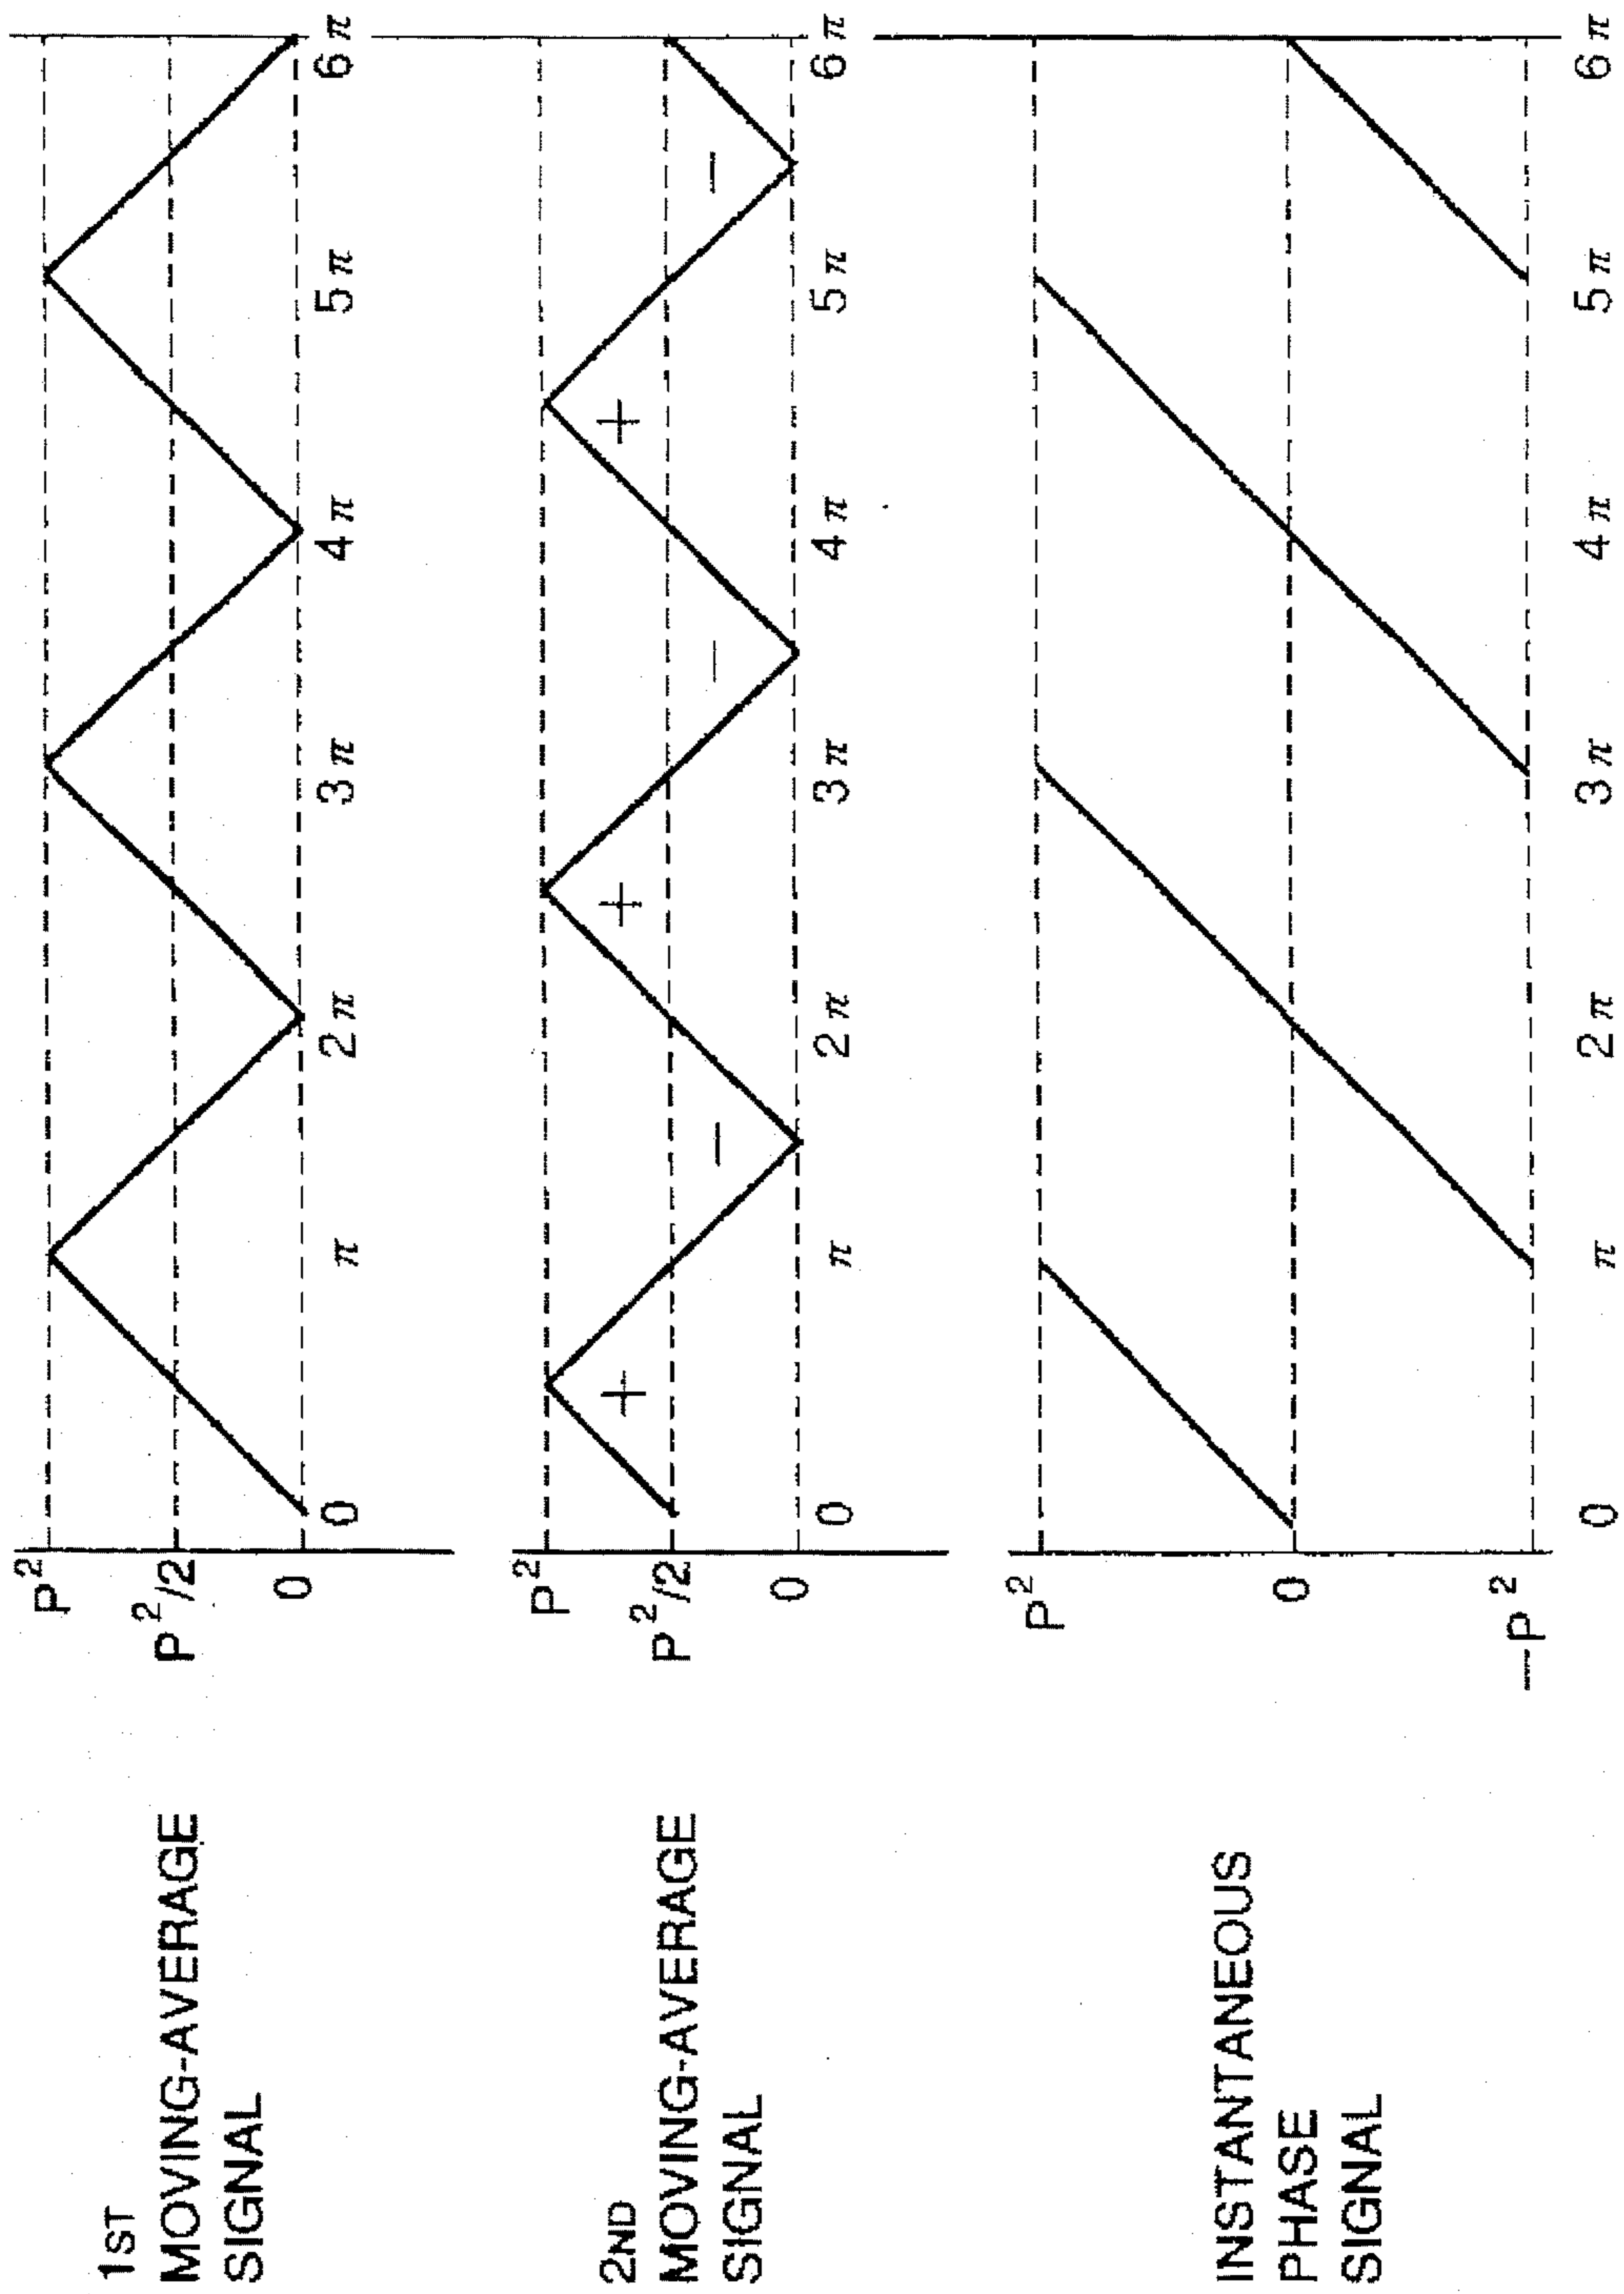 1ST
MOVING-AVERAGE
SIGNAL
P²
P²/2
0
0 π 2π 3π 4π 5π 6π
2ND
MOVING-AVERAGE
SIGNAL
P²
P²/2
0
+ − + − + −
0 π 2π 3π 4π 5π 6π
INSTANTANEOUS
PHASE
SIGNAL
P²
0
−P²
0 π 2π 3π 4π 5π 6π